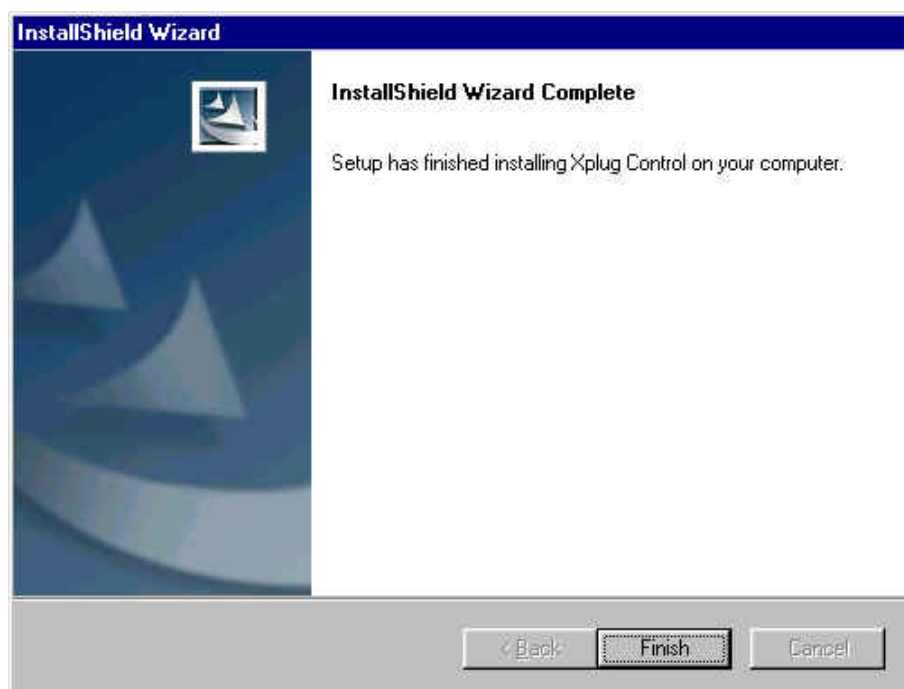 InstallShield Wizard
InstallShield Wizard Complete
Setup has finished installing Xplug Control on your computer.
< Back Finish Cancel